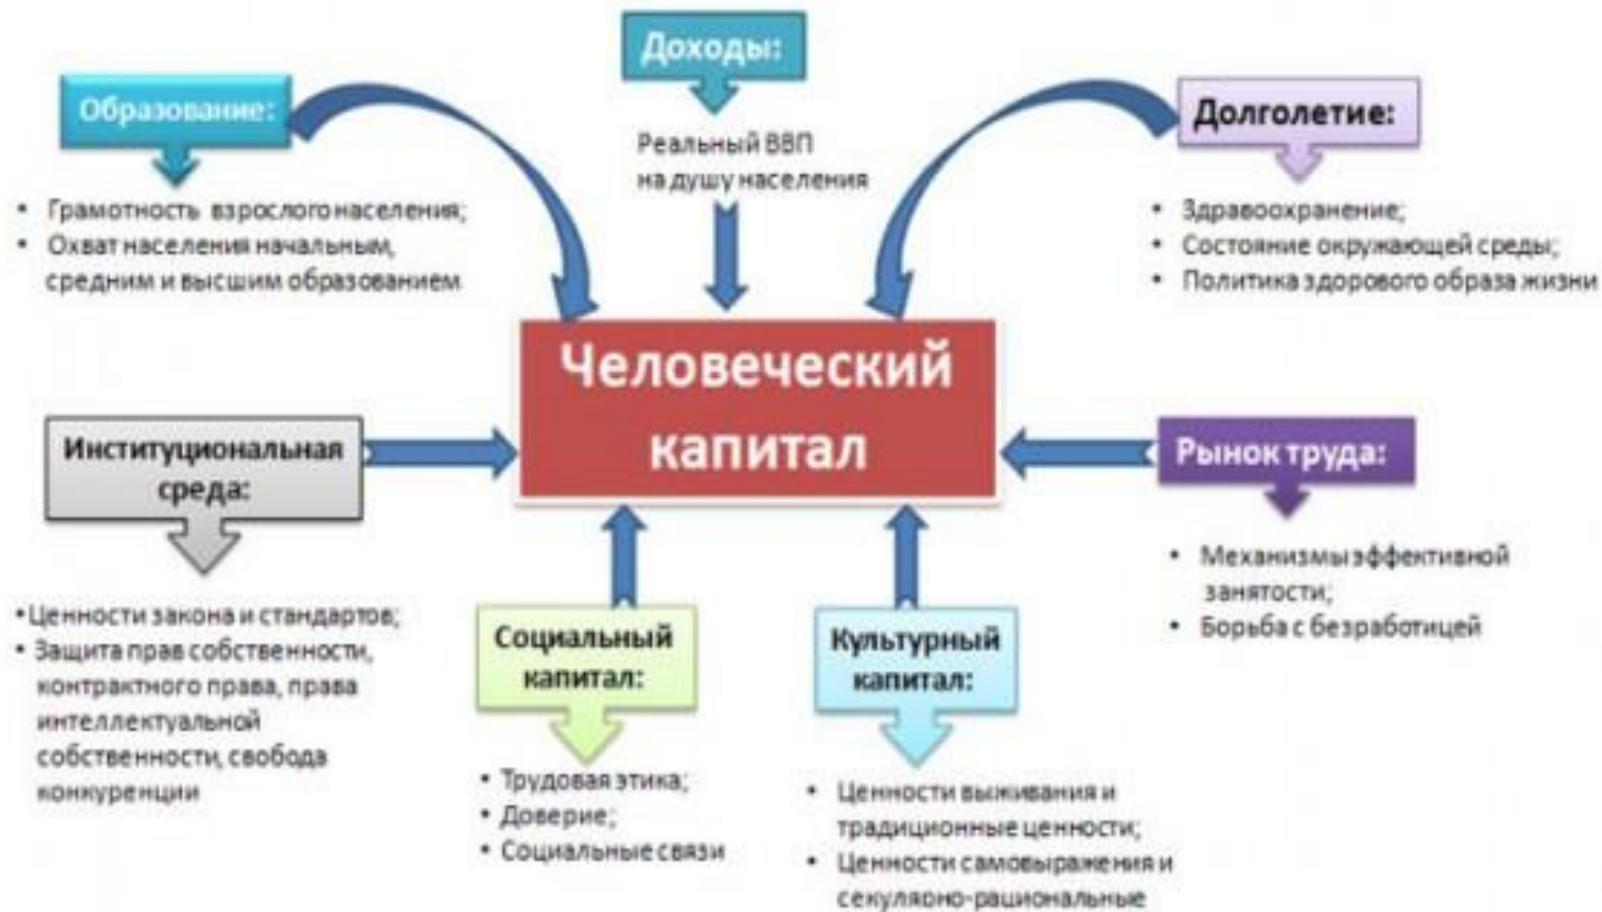 Доходы:
Реальный ВВП
на душу населения
Образование:
• Грамотность взрослого населения;
• Охват населения начальным,
средним и высшим образованием
Долголетие:
• Здравоохранение;
• Состояние окружающей среды;
• Политика здорового образа жизни
Человеческий
капитал
Институциональная
среда:
• Ценности закона и стандартов;
• Защита прав собственности,
контрактного права, права
интеллектуальной
собственности, свобода
конкуренции
Рынок труда:
• Механизмы эффективной
занятости;
• Борьба с безработицей
Социальный
капитал:
• Трудовая этика;
• Доверие;
• Социальные связи
Культурный
капитал:
• Ценности выживания и
традиционные ценности;
• Ценности самовыражения и
секулярно-рациональные